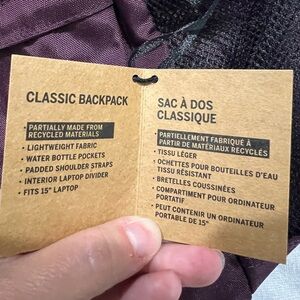 CLASSIC BACKPACK
• PARTIALLY MADE FROM
RECYCLED MATERIALS
• LIGHTWEIGHT FABRIC
• WATER BOTTLE POCKETS
• PADDED SHOULDER STRAPS
• INTERIOR LAPTOP DIVIDER
• FITS 15" LAPTOP
SAC À DOS
CLASSIQUE
• PARTIELLEMENT FABRIQUÉ À
PARTIR DE MATÉRIAUX RECYCLÉS
• TISSU LÉGER
• OCHETTES POUR BOUTEILLES D'EAU
TISSU RÉSISTANT
• BRETELLES COUSSINÉES
• COMPARTIMENT POUR ORDINATEUR
PORTATIF
• PEUT CONTENIR UN ORDINATEUR
PORTABLE DE 15"